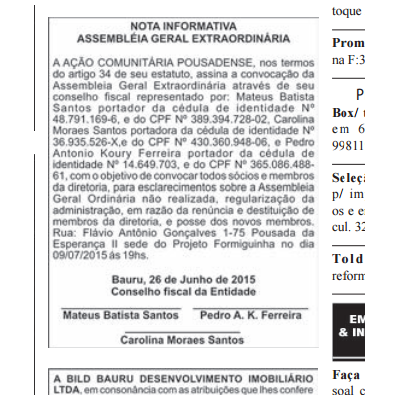 NOTA INFORMATIVA
ASSEMBLÉIA GERAL EXTRAORDINÁRIA
A AÇÃO COMUNITÁRIA POUSADENSE, nos termos
do artigo 34 de seu estatuto, assina a convocação da
Assembleia Geral Extraordinária através de seu
conselho fiscal representado por: Mateus Batista
Santos portador da cédula de identidade Nº
48.791.169-6, e do CPF Nº 389.394.728-02, Carolina
Moraes Santos portadora da cédula de identidade Nº
36.935.526-X,e do CPF Nº 430.360.948-06, e Pedro
Antonio Koury Ferreira portador da cédula de
identidade Nº 14.649.703, e do CPF Nº 365.086.488-
61, com o objetivo de convocar todos sócios e membros
da diretoria, para esclarecimentos sobre a Assembleia
Geral Ordinária não realizada, regularização da
administração, em razão da renúncia e destituição de
membros da diretoria, e posse dos novos membros.
Rua: Flávio Antônio Gonçalves 1-75 Pousada da
Esperança II sede do Projeto Formiguinha no dia
09/07/2015 ás 19hs.
Bauru, 26 de Junho de 2015
Conselho fiscal da Entidade
Mateus Batista Santos Pedro A. K. Ferreira
Carolina Moraes Santos
A BILD BAURU DESENVOLVIMENTO IMOBILIÁRIO
LTDA, em consonância com as atribuições que lhes confere
toque
Prom
na F:3
P
Box/ t
em 6
99811
Seleç
p/ im
os e e
cul. 32
Told
reform
EM
& IN
Faça
soal c